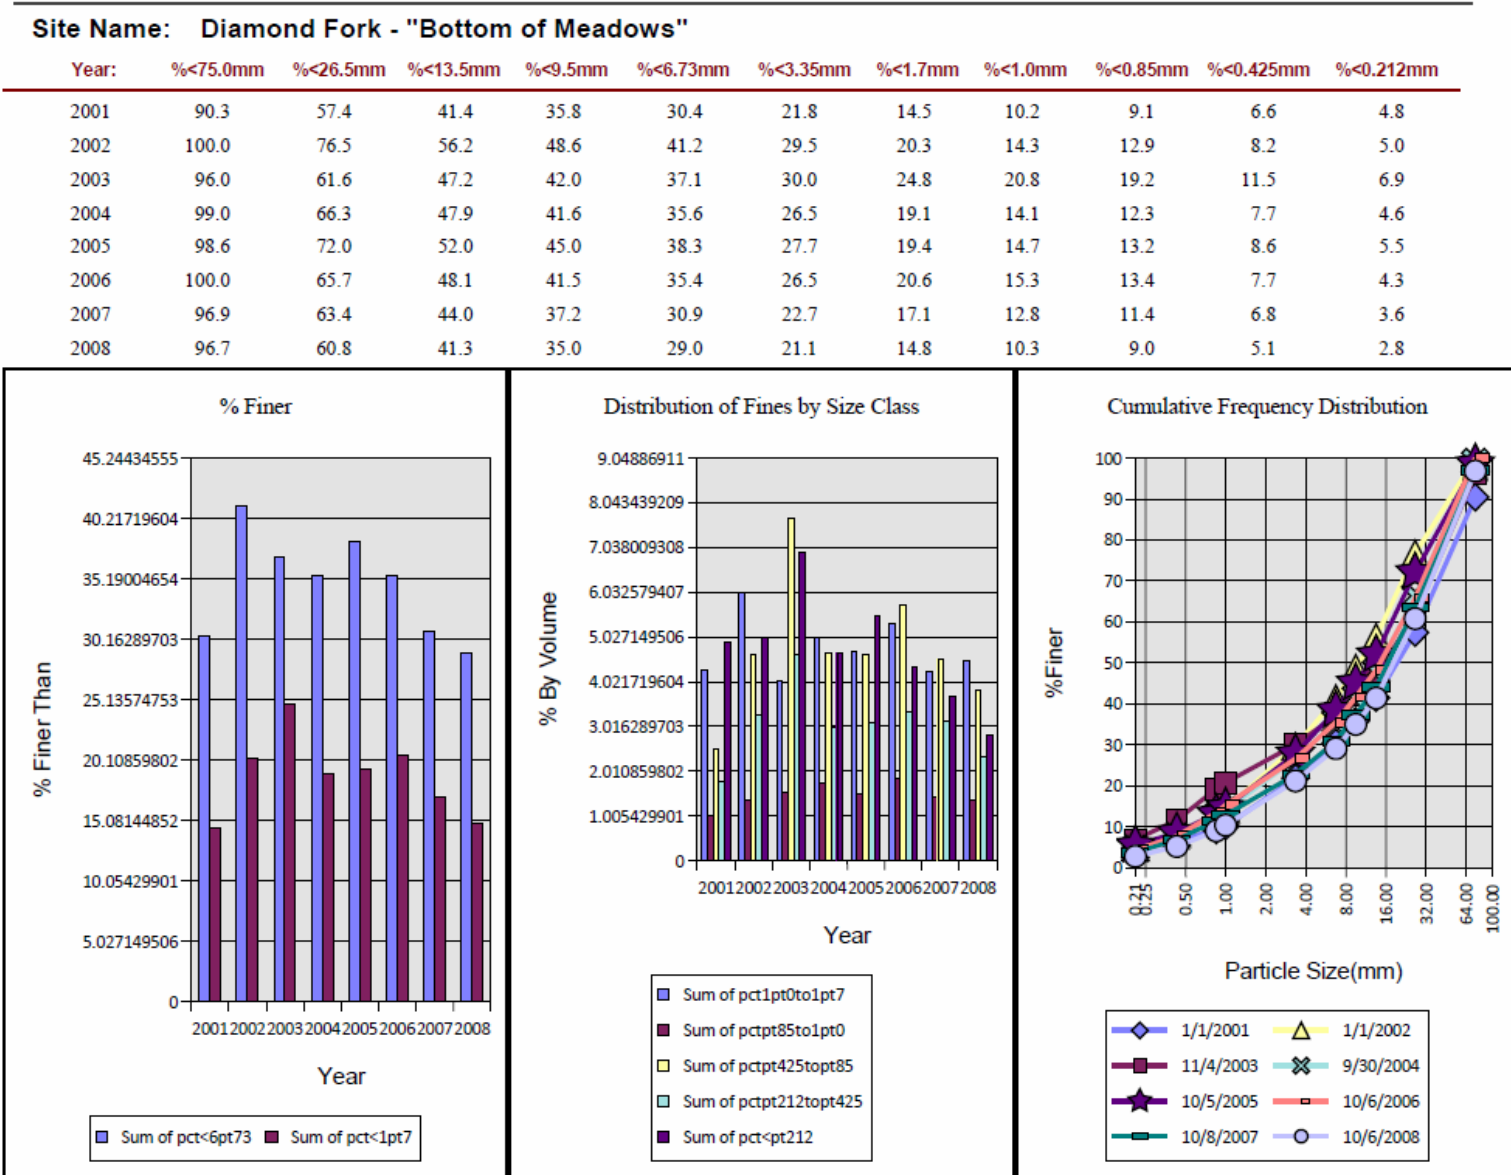 Site Name: Diamond Fork - "Bottom of Meadows"
Year: %<75.0mm %<26.5mm %<13.5mm %<9.5mm %<6.73mm %<3.35mm %<1.7mm %<1.0mm %<0.85mm %<0.425mm %<0.212mm
2001 90.3 57.4 41.4 35.8 30.4 21.8 14.5 10.2 9.1 6.6 4.8
2002 100.0 76.5 56.2 48.6 41.2 29.5 20.3 14.3 12.9 8.2 5.0
2003 96.0 61.6 47.2 42.0 37.1 30.0 24.8 20.8 19.2 11.5 6.9
2004 99.0 66.3 47.9 41.6 35.6 26.5 19.1 14.1 12.3 7.7 4.6
2005 98.6 72.0 52.0 45.0 38.3 27.7 19.4 14.7 13.2 8.6 5.5
2006 100.0 65.7 48.1 41.5 35.4 26.5 20.6 15.3 13.4 7.7 4.3
2007 96.9 63.4 44.0 37.2 30.9 22.7 17.1 12.8 11.4 6.8 3.6
2008 96.7 60.8 41.3 35.0 29.0 21.1 14.8 10.3 9.0 5.1 2.8
% Finer
45.24434555
40.21719604
35.19004654
30.16289703
25.13574753
20.10859802
15.08144852
10.05429901
5.027149506
0
% Finer Than
2001 2002 2003 2004 2005 2006 2007 2008
Year
Sum of pct<6pt73 Sum of pct<1pt7
Distribution of Fines by Size Class
9.04886911
8.043439209
7.038009308
6.032579407
5.027149506
4.021719604
3.016289703
2.010859802
1.005429901
0
% By Volume
2001 2002 2003 2004 2005 2006 2007 2008
Year
Sum of pct1pt0to1pt7
Sum of pctpt85to1pt0
Sum of pctpt425topt85
Sum of pctpt212topt425
Sum of pct<pt212
Cumulative Frequency Distribution
100
90
80
70
60
50
40
30
20
10
0
%Finer
0.21 0.25 0.50 1.00 2.00 4.00 8.00 16.00 32.00 64.00 100.00
Particle Size(mm)
1/1/2001 1/1/2002
11/4/2003 9/30/2004
10/5/2005 10/6/2006
10/8/2007 10/6/2008